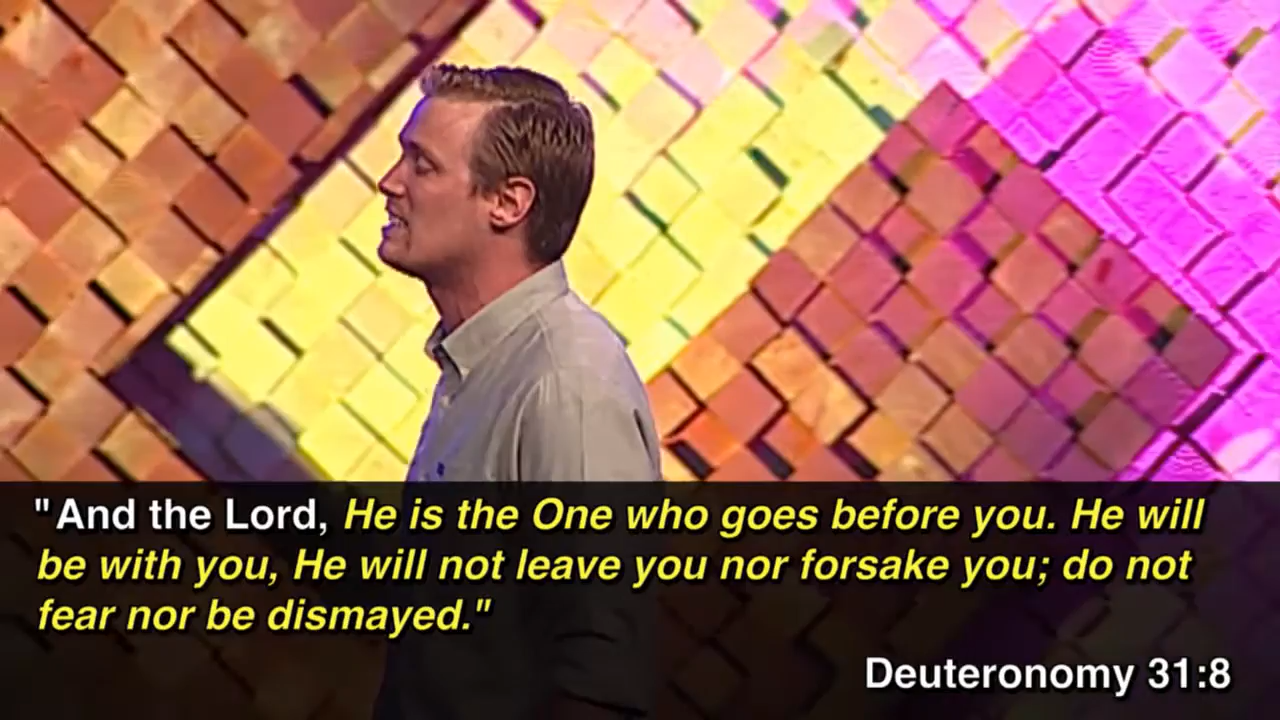 "And the Lord, He is the One who goes before you. He will
be with you, He will not leave you nor forsake you; do not
fear nor be dismayed."
Deuteronomy 31:8